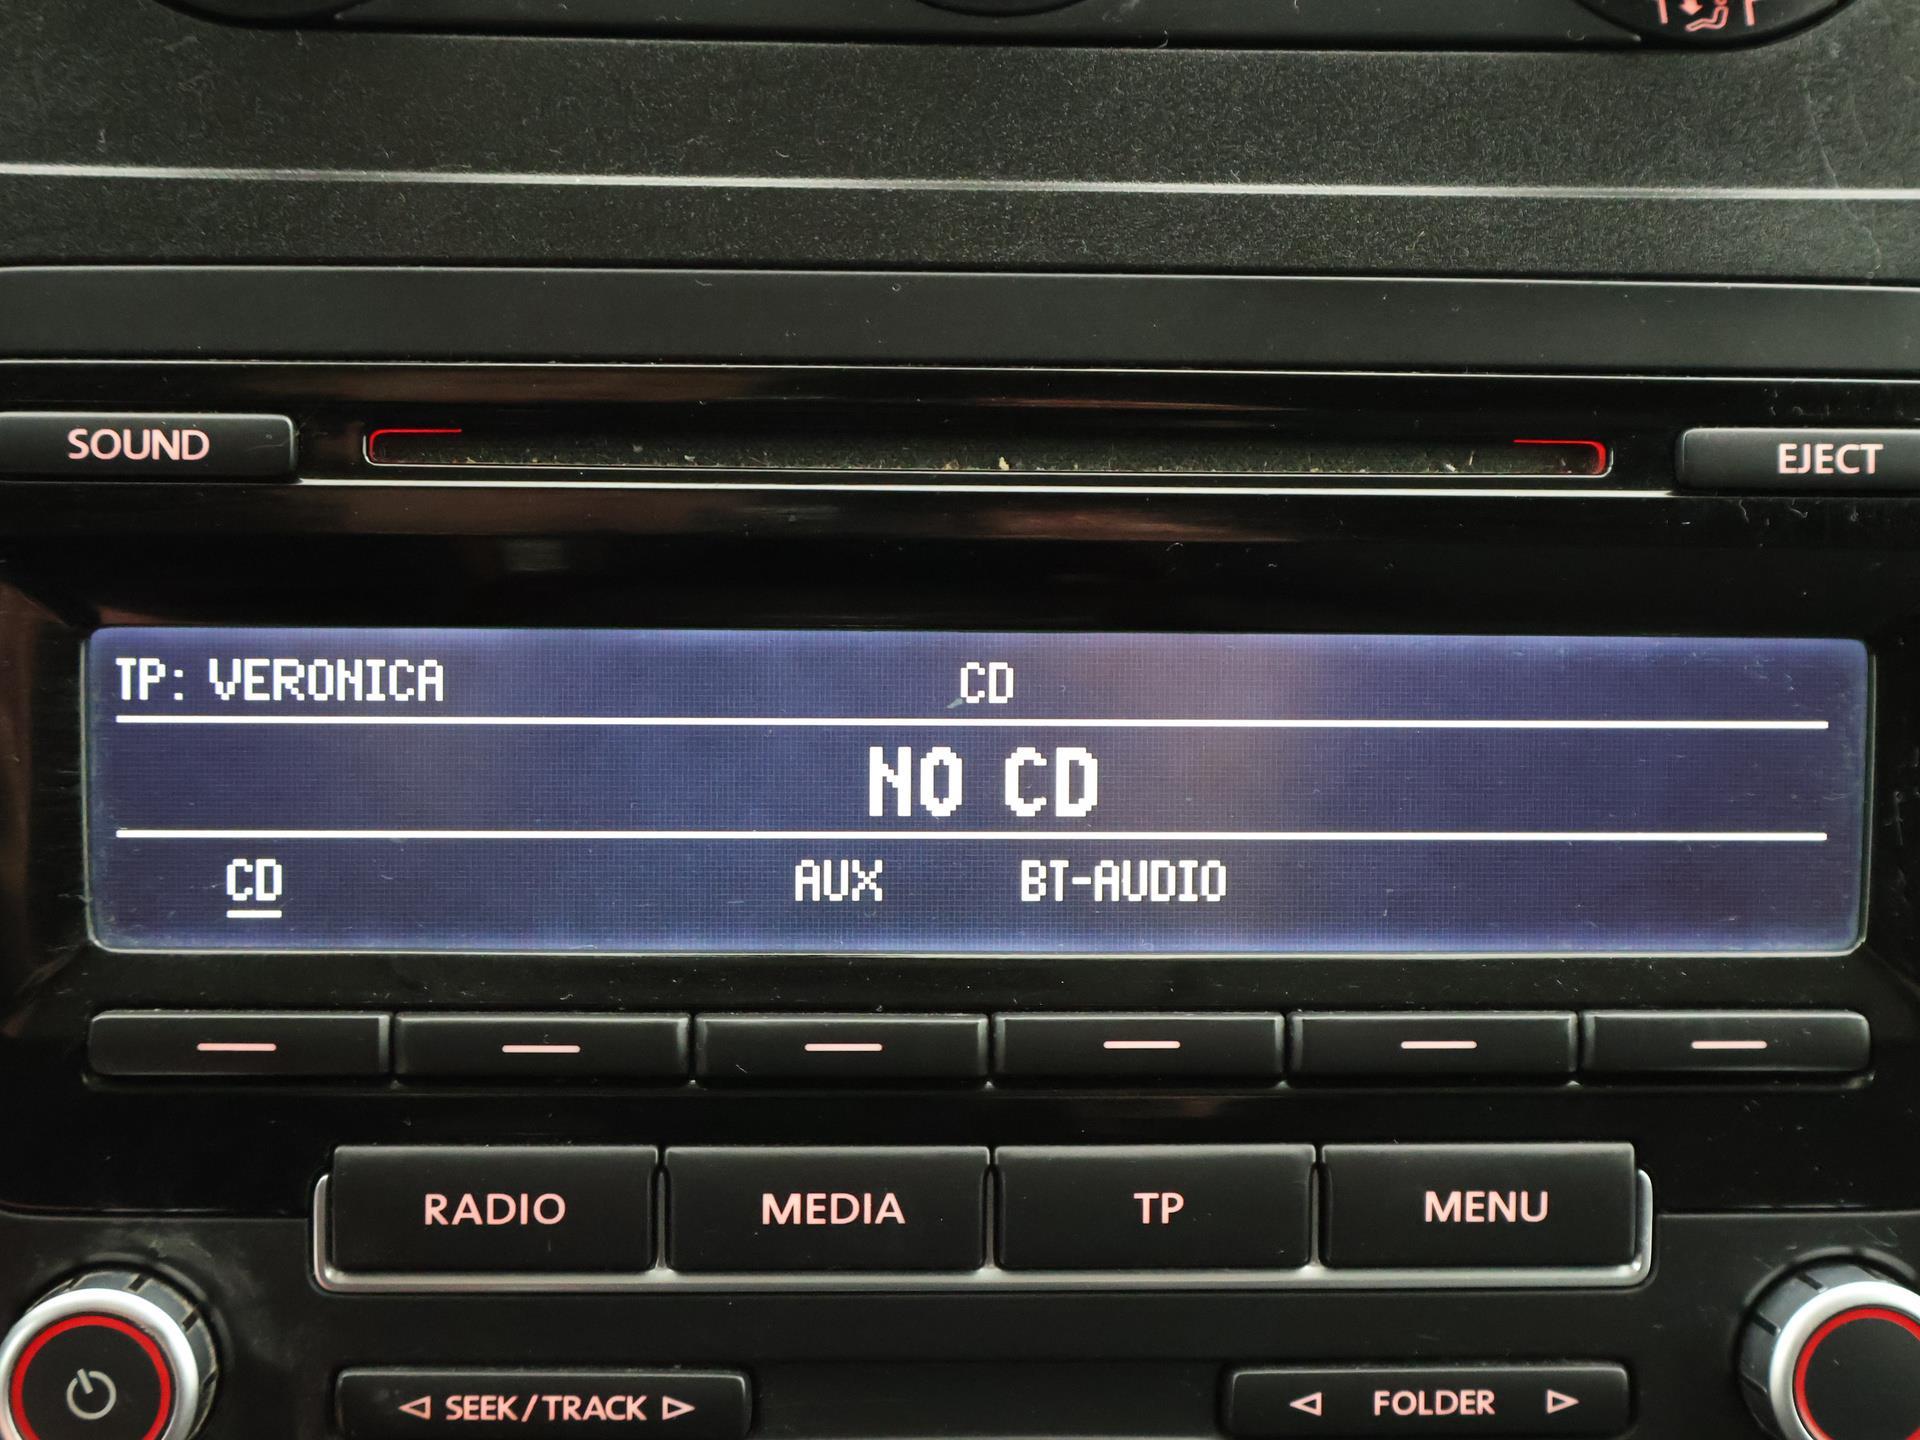 SOUND EJECT
TP: VERONICA CD
NO CD
CD AUX BT-AUDIO
RADIO MEDIA TP MENU
SEEK/TRACK FOLDER